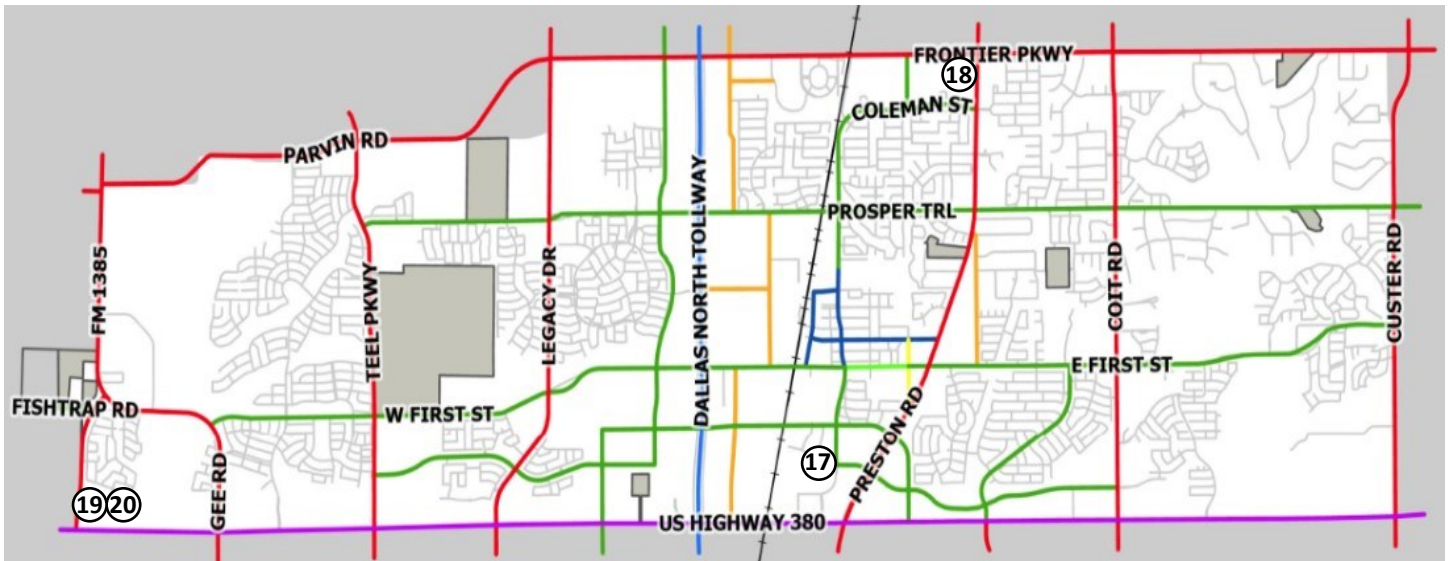 FRONTIER PKWY
18
COLEMAN ST
PARVIN RD
DALLAS NORTH TOLLWAY
PROSPER TRL
FM 1385
TEEL PKWY
LEGACY DR
COIT RD
CUSTER RD
E FIRST ST
FISHTRAP RD
W FIRST ST
PRESTON RD
17
GEE RD
19
20
US HIGHWAY 380